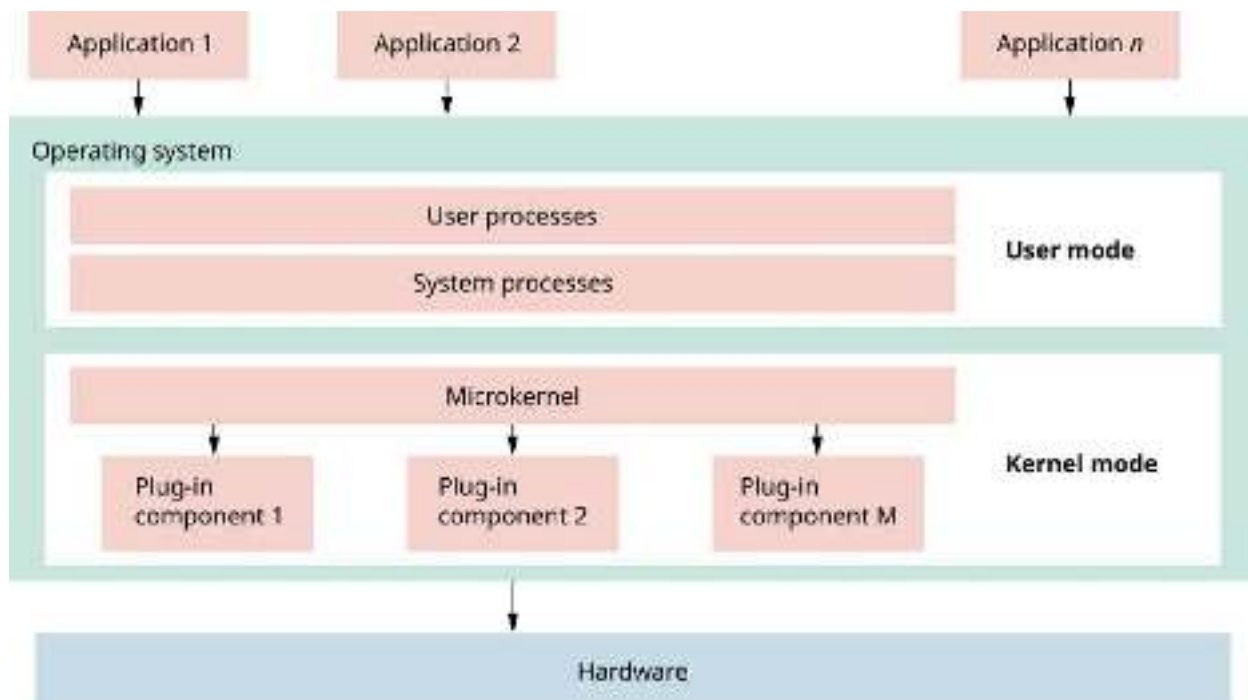 Application 1
Application 2
Application n
Operating system
User processes
User mode
System processes
Microkernel
Kernel mode
Plug-in
component 1
Plug-in
component 2
Plug-in
component M
Hardware